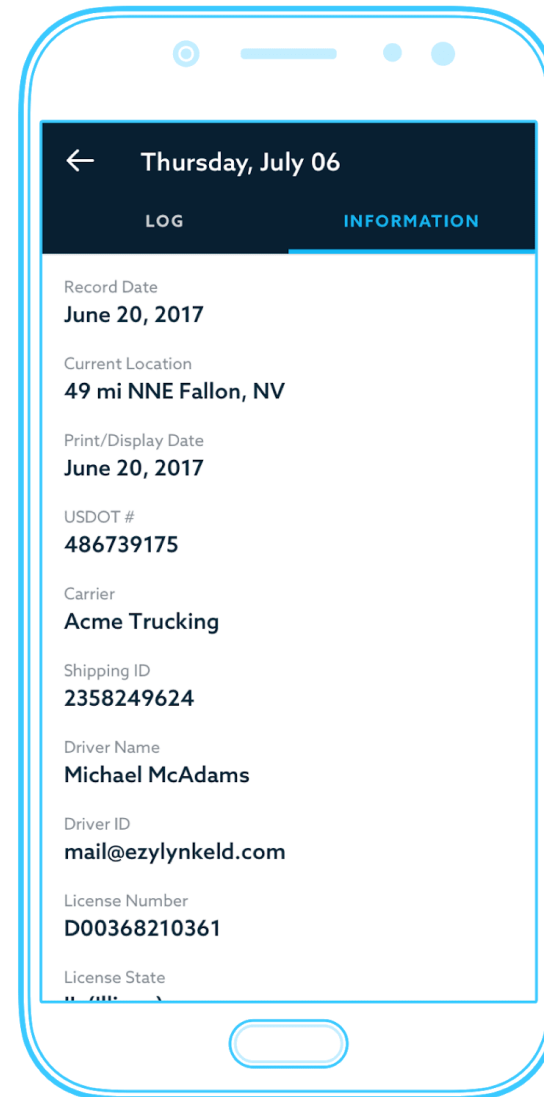 Thursday, July 06
LOG
INFORMATION
Record Date
June 20, 2017
Current Location
49 mi NNE Fallon, NV
Print/Display Date
June 20, 2017
USDOT #
486739175
Carrier
Acme Trucking
Shipping ID
2358249624
Driver Name
Michael McAdams
Driver ID
mail@ezylynkeld.com
License Number
D00368210361
License State